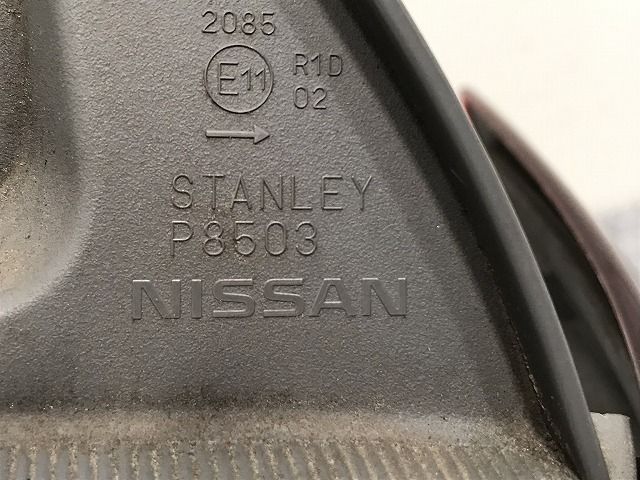 2085
E11 R1D
02
STANLEY
P8503
NISSAN